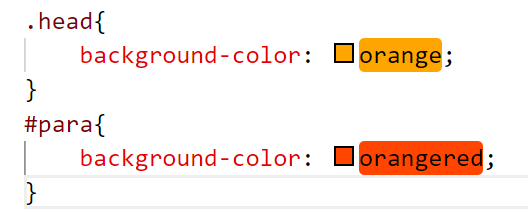 .head{
    background-color: orange;
}
#para{
    background-color: orangered;
}